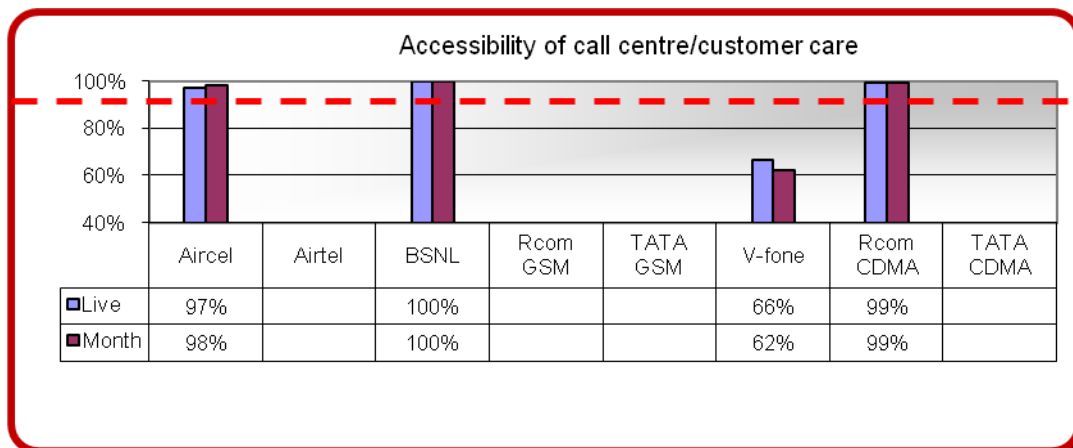 Accessibility of call centre/customer care
100%
80%
60%
40%
Aircel Airtel BSNL Rcom GSM TATA GSM V-fone Rcom CDMA TATA CDMA
Live 97% 100% 66% 99%
Month 98% 100% 62% 99%